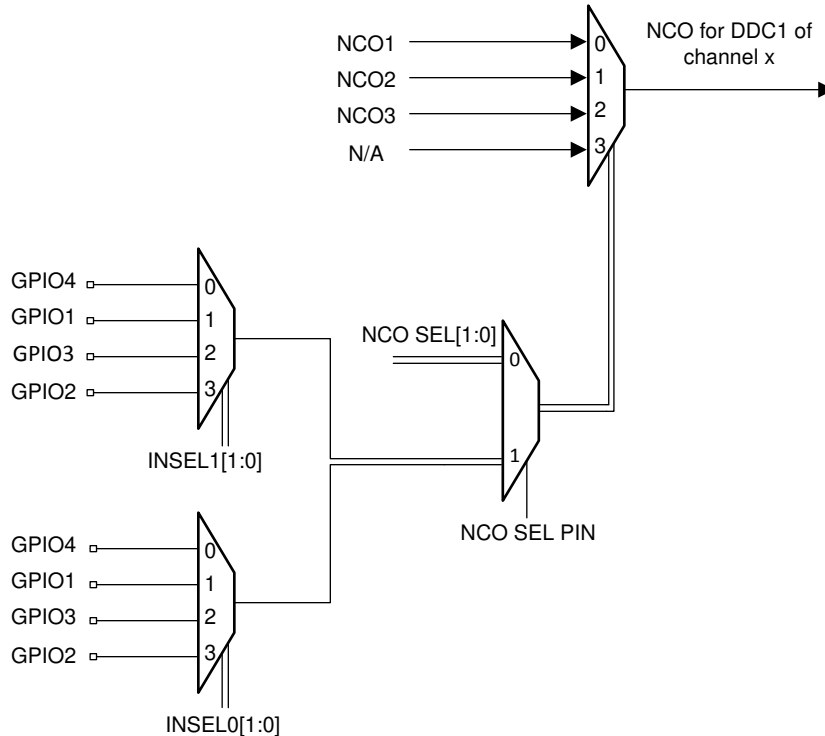 NCO1
NCO2
NCO3
N/A
0
1
2
3
NCO for DDC1 of
channel x
GPIO4
GPIO1
GPIO3
GPIO2
0
1
2
3
INSEL1[1:0]
NCO SEL[1:0]
0
1
NCO SEL PIN
GPIO4
GPIO1
GPIO3
GPIO2
0
1
2
3
INSEL0[1:0]